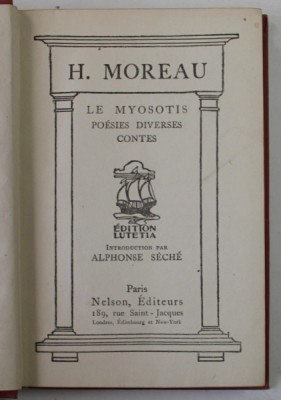 H. MOREAU
LE MYOSOTIS
POÉSIES DIVERSES
CONTES
ÉDITION
LUTETIA
INTRODUCTION PAR
ALPHONSE SÉCHÉ
Paris
Nelson, Éditeurs
189, rue Saint-Jacques
Londres, Édimbourg et New-York